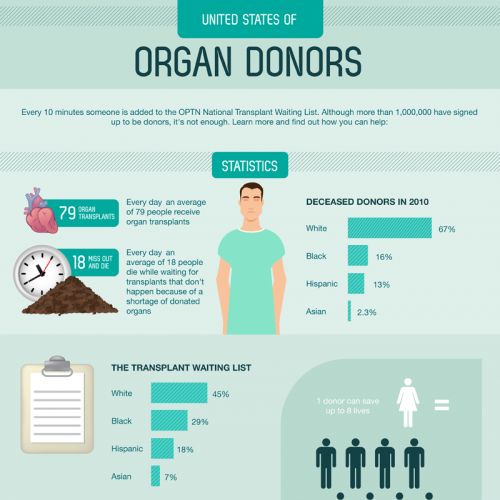 UNITED STATES OF
ORGAN DONORS
Every 10 minutes someone is added to the OPTN National Transplant Waiting List. Although more than 1,000,000 have signed
up to be donors, it's not enough. Learn more and find out how you can help:
STATISTICS
79 ORGAN
TRANSPLANTS
Every day an average
of 79 people receive
organ transplants
18 MISS OUT
AND DIE
Every day an
average of 18 people
die while waiting for
transplants that don't
happen because of a
shortage of donated
organs
DECEASED DONORS IN 2010
White 67%
Black 16%
Hispanic 13%
Asian 2.3%
THE TRANSPLANT WAITING LIST
White 45%
Black 29%
Hispanic 18%
Asian 7%
1 donor can save
up to 8 lives
=